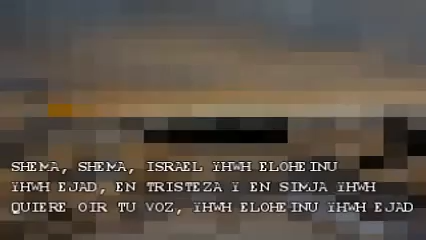 SHEMA, SHEMA, ISRAEL YHWH ELOHEINU
YHWH EJAD, EN TRISTEZA Y EN SIMJA YHWH
QUIERE OIR TU VOZ, YHWH ELOHEINU YHWH EJAD